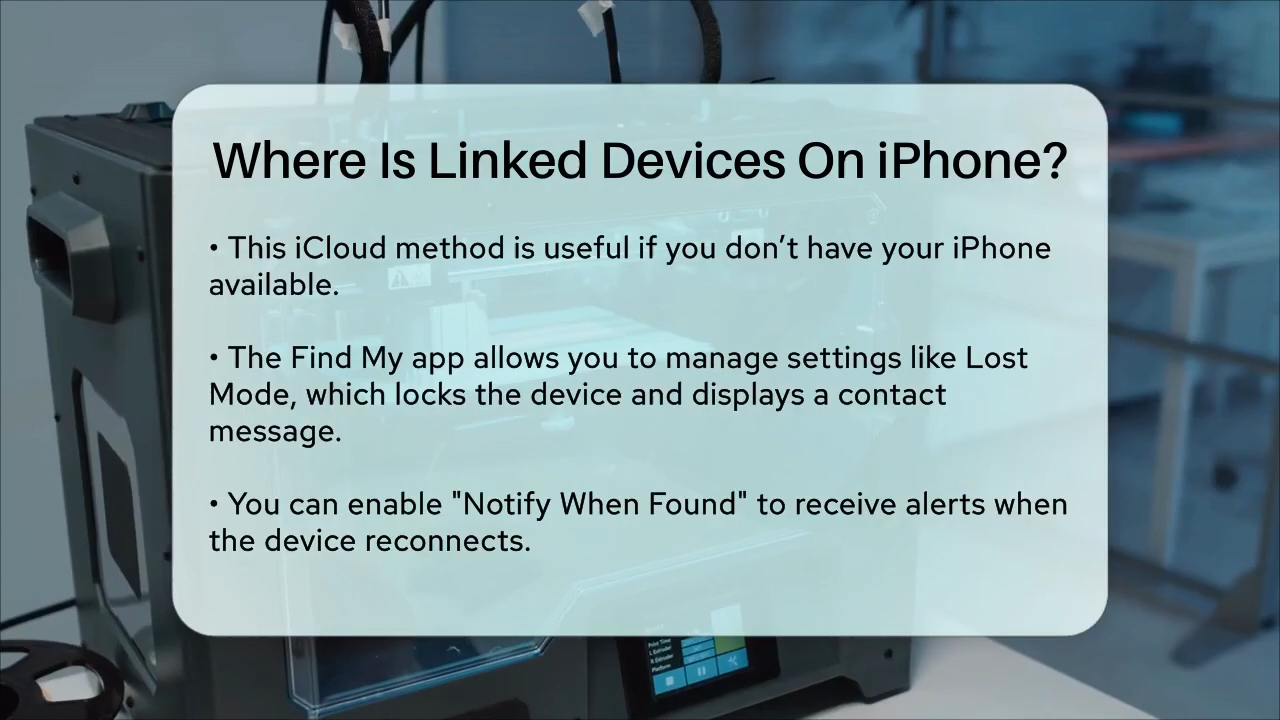 Where Is Linked Devices On iPhone?
• This iCloud method is useful if you don’t have your iPhone
available.
• The Find My app allows you to manage settings like Lost
Mode, which locks the device and displays a contact
message.
• You can enable "Notify When Found" to receive alerts when
the device reconnects.